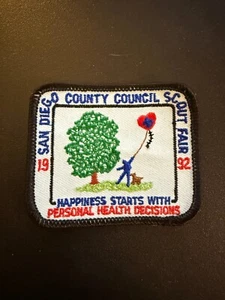 SAN DIEGO COUNTY COUNCIL SCOUT FAIR
19 92
HAPPINESS STARTS WITH
PERSONAL HEALTH DECISIONS